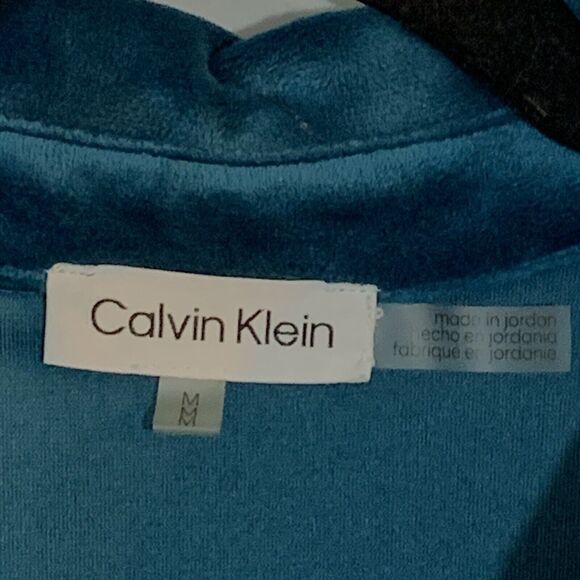 Calvin Klein
made in jordan
hecho en jordania
fabriqué en jordanie
M
M